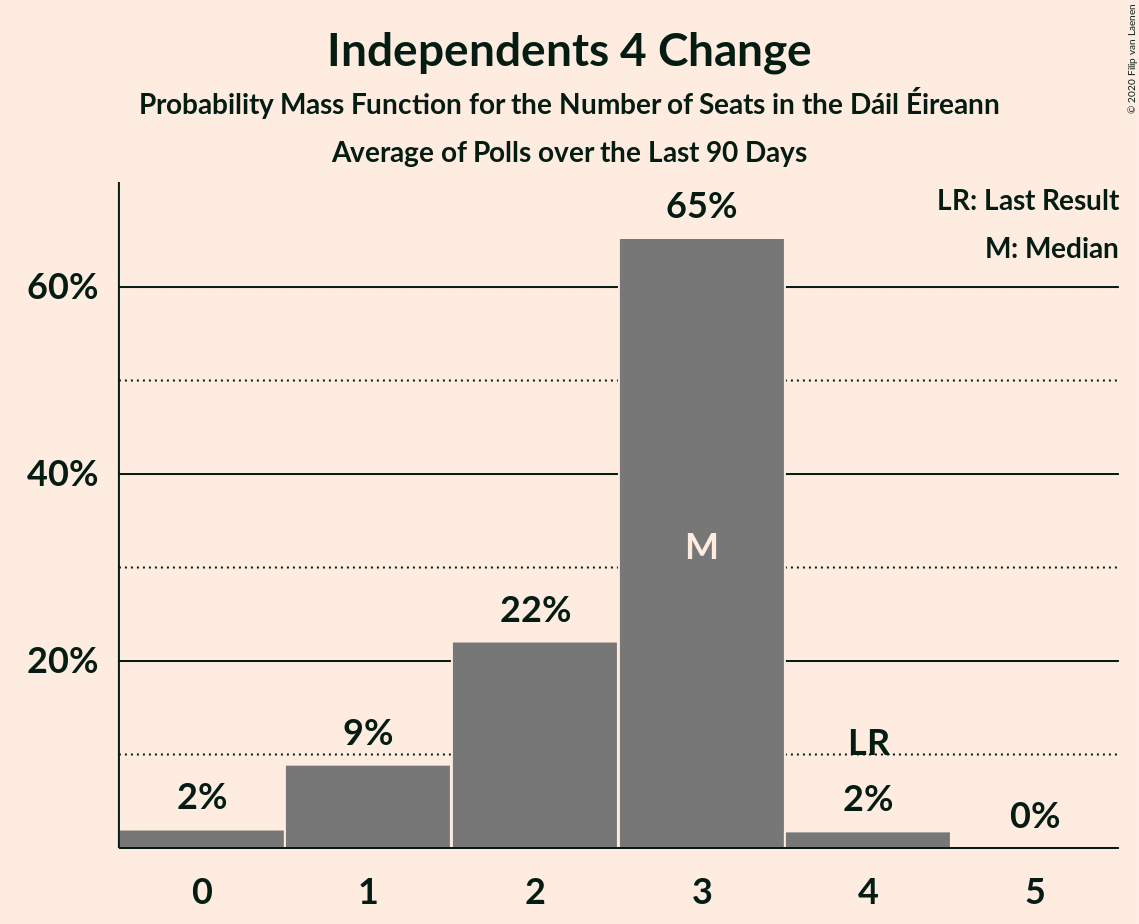 Independents 4 Change
Probability Mass Function for the Number of Seats in the Dáil Éireann
Average of Polls over the Last 90 Days
© 2020 Filip van Laenen
LR: Last Result
M: Median
65%
60%
40%
M
22%
20%
9%
LR
2%
2%
0%
0 1 2 3 4 5